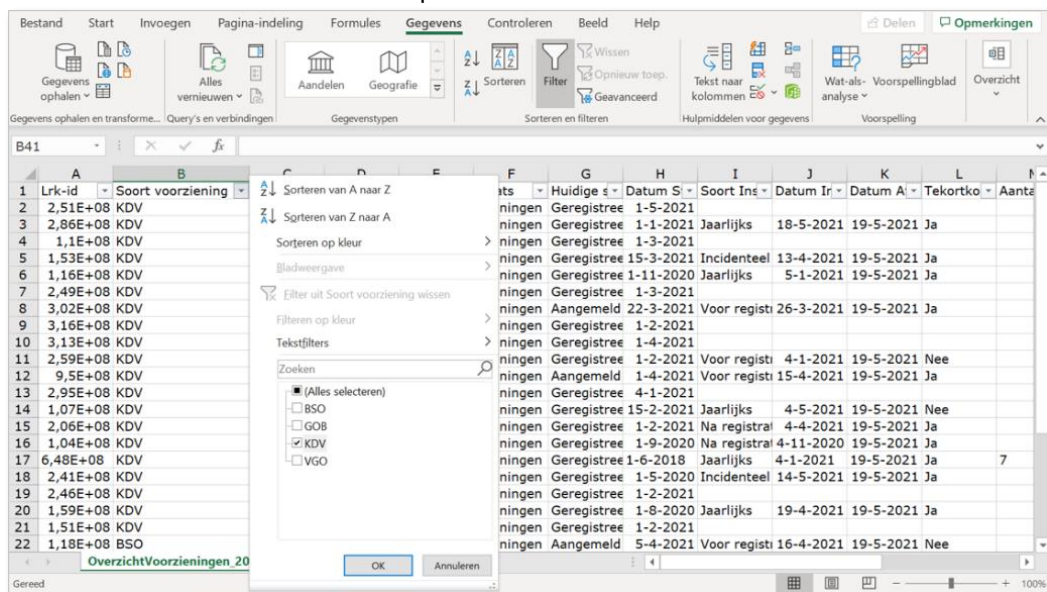 Bestand Start Invoegen Pagina-indeling Formules Gegevens Controleren Beeld Help Delen Opmerkingen
Gegevens ophalen
Alles vernieuwen
Aandelen Geografie
Sorteren
Filter
Wissen
Opnieuw toep.
Geavanceerd
Tekst naar kolommen
Wat-als-analyse
Voorspellingblad
Overzicht
Gegevens ophalen en transforme... Query's en verbindingen Gegevenstypen Sorteren en filteren Hulpmiddelen voor gegevens Voorspelling
B41 fx
A B C D E F G H I J K L
1 Lrk-id Soort voorziening ats Huidige s Datum S Soort Ins Datum Ir Datum A Tekortko Aanta
2 2,51E+08 KDV ningen Geregistree 1-5-2021
3 2,86E+08 KDV ningen Geregistree 1-1-2021 Jaarlijks 18-5-2021 19-5-2021 Ja
4 1,1E+08 KDV ningen Geregistree 1-3-2021
5 1,53E+08 KDV ningen Geregistree 15-3-2021 Incidenteel 13-4-2021 19-5-2021 Ja
6 1,16E+08 KDV ningen Geregistree 1-11-2020 Jaarlijks 5-1-2021 19-5-2021 Ja
7 2,49E+08 KDV ningen Geregistree 1-3-2021
8 3,02E+08 KDV ningen Aangemeld 22-3-2021 Voor registr 26-3-2021 19-5-2021 Ja
9 3,16E+08 KDV ningen Geregistree 1-2-2021
10 3,13E+08 KDV ningen Geregistree 1-4-2021
11 2,59E+08 KDV ningen Geregistree 1-2-2021 Voor registr 4-1-2021 19-5-2021 Nee
12 9,5E+08 KDV ningen Aangemeld 1-4-2021 Voor registr 15-4-2021 19-5-2021 Ja
13 2,95E+08 KDV ningen Geregistree 4-1-2021
14 1,07E+08 KDV ningen Geregistree 15-2-2021 Jaarlijks 4-5-2021 19-5-2021 Nee
15 2,06E+08 KDV ningen Geregistree 1-2-2021 Na registrat 4-4-2021 19-5-2021 Ja
16 1,04E+08 KDV ningen Geregistree 1-9-2020 Na registrat 4-11-2020 19-5-2021 Ja
17 6,48E+08 KDV ningen Geregistree 1-6-2018 Jaarlijks 4-1-2021 19-5-2021 Ja 7
18 2,41E+08 KDV ningen Geregistree 1-5-2020 Incidenteel 14-5-2021 19-5-2021 Ja
19 2,46E+08 KDV ningen Geregistree 1-2-2021
20 1,59E+08 KDV ningen Geregistree 1-8-2020 Jaarlijks 19-4-2021 19-5-2021 Ja
21 1,51E+08 KDV ningen Geregistree 1-2-2021
22 1,18E+08 BSO ningen Aangemeld 5-4-2021 Voor registr 16-4-2021 19-5-2021 Nee
Sorteren van A naar Z
Sorteren van Z naar A
Sorteren op kleur
Bladweergave
Filter uit Soort voorziening wissen
Filteren op kleur
Tekstfilters
Zoeken
(Alles selecteren)
BSO
GOB
KDV
VGO
OK Annuleren
OverzichtVoorzieningen_20
Gereed 100%